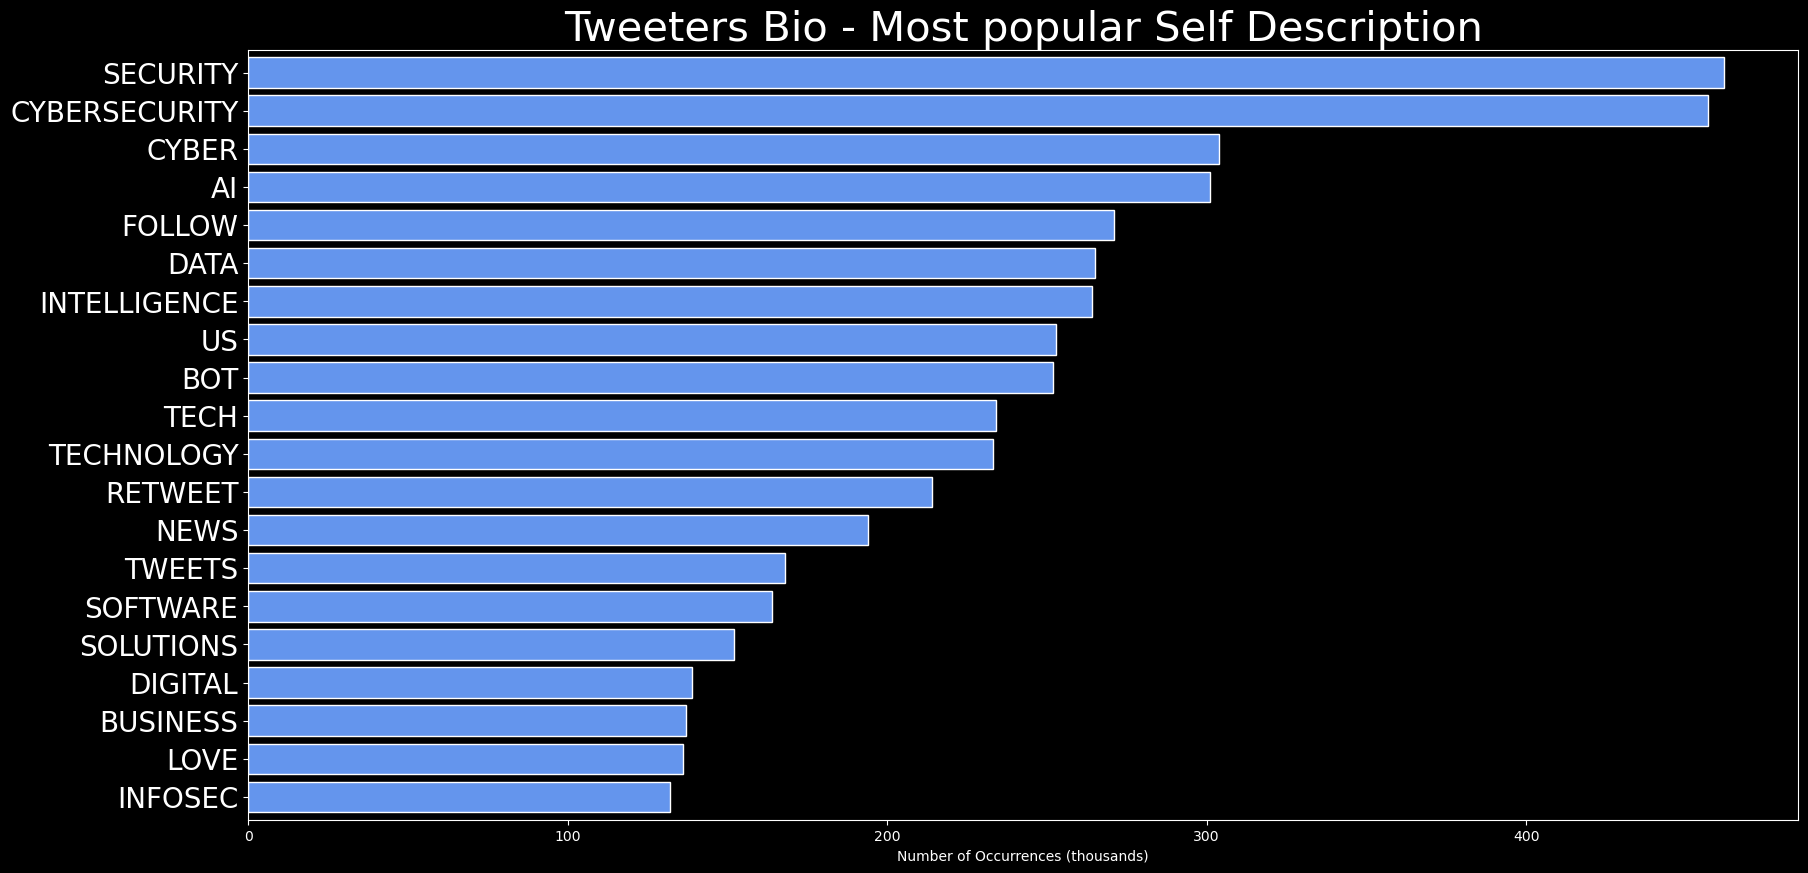 Tweeters Bio - Most popular Self Description
SECURITY
CYBERSECURITY
CYBER
AI
FOLLOW
DATA
INTELLIGENCE
US
BOT
TECH
TECHNOLOGY
RETWEET
NEWS
TWEETS
SOFTWARE
SOLUTIONS
DIGITAL
BUSINESS
LOVE
INFOSEC
0 100 200 300 400
Number of Occurrences (thousands)